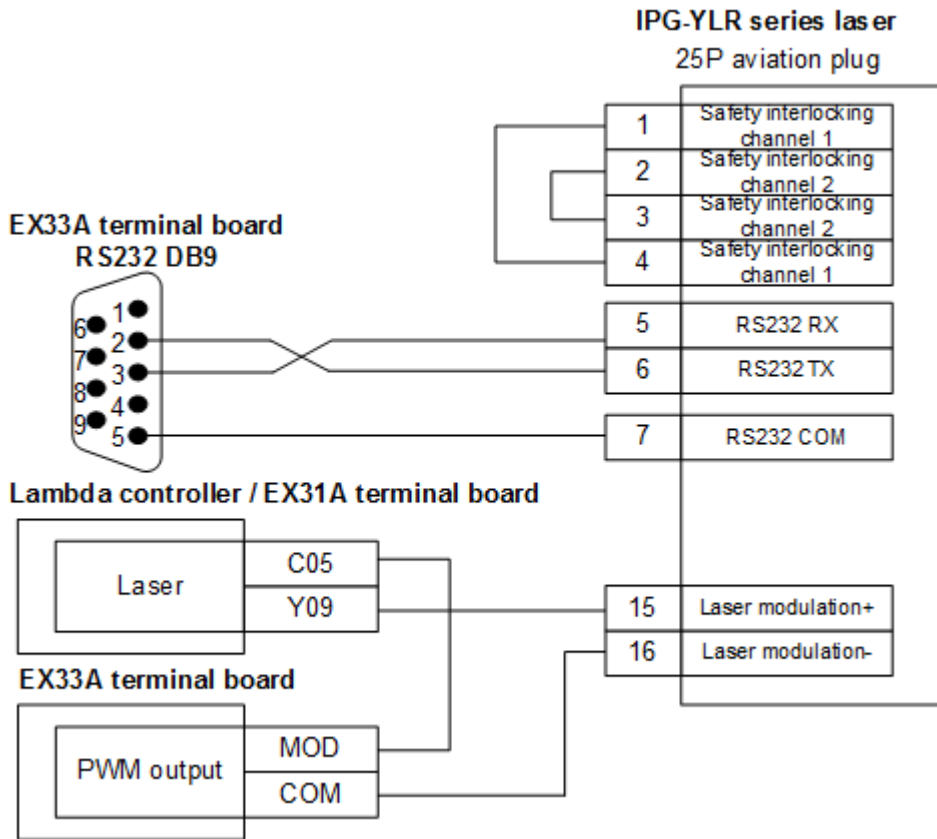 IPG-YLR series laser
25P aviation plug
1
Safety interlocking
channel 1
2
Safety interlocking
channel 2
3
Safety interlocking
channel 2
4
Safety interlocking
channel 1
EX33A terminal board
RS232 DB9
1
6
2
7
3
8
4
9
5
5
RS232 RX
6
RS232 TX
7
RS232 COM
Lambda controller / EX31A terminal board
Laser
C05
Y09
15
Laser modulation+
16
Laser modulation-
EX33A terminal board
PWM output
MOD
COM